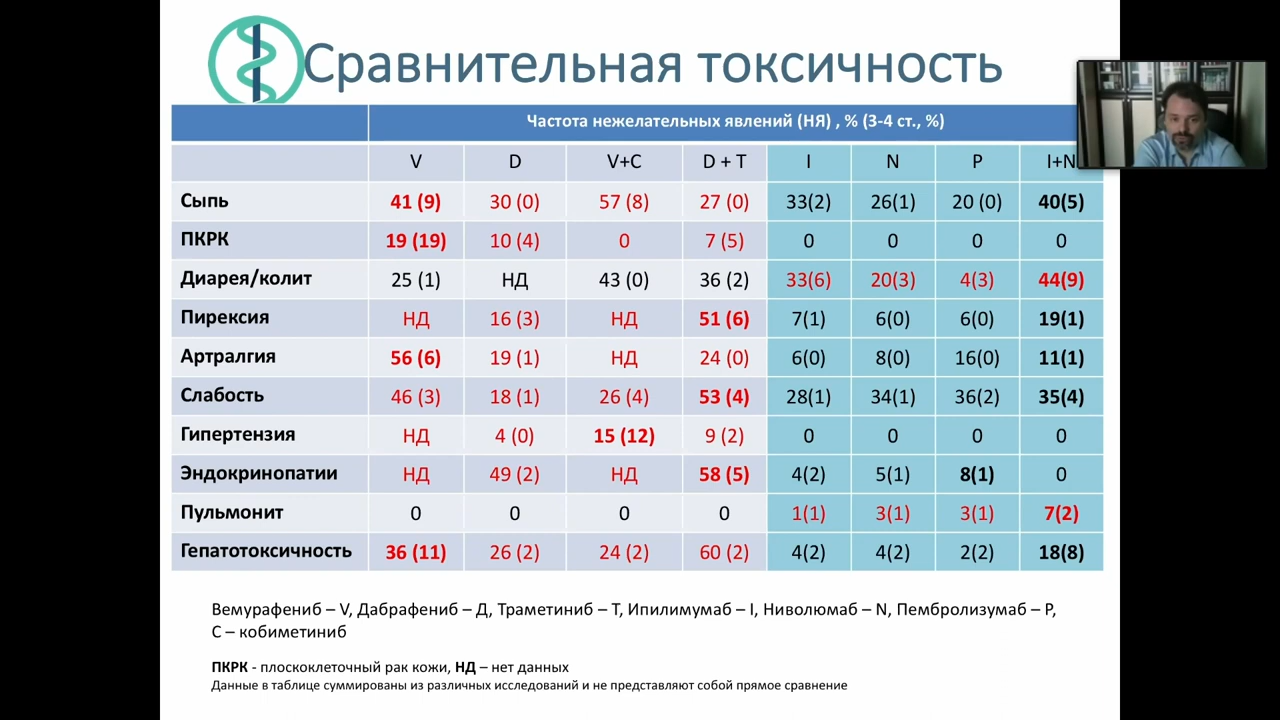 Сравнительная токсичность
Частота нежелательных явлений (НЯ) , % (3-4 ст., %)
V D V+C D + T I N P I+N
Сыпь 41 (9) 30 (0) 57 (8) 27 (0) 33(2) 26(1) 20 (0) 40(5)
ПКРК 19 (19) 10 (4) 0 7 (5) 0 0 0 0
Диарея/колит 25 (1) НД 43 (0) 36 (2) 33(6) 20(3) 4(3) 44(9)
Пирексия НД 16 (3) НД 51 (6) 7(1) 6(0) 6(0) 19(1)
Артралгия 56 (6) 19 (1) НД 24 (0) 6(0) 8(0) 16(0) 11(1)
Слабость 46 (3) 18 (1) 26 (4) 53 (4) 28(1) 34(1) 36(2) 35(4)
Гипертензия НД 4 (0) 15 (12) 9 (2) 0 0 0 0
Эндокринопатии НД 49 (2) НД 58 (5) 4(2) 5(1) 8(1) 0
Пульмонит 0 0 0 0 1(1) 3(1) 3(1) 7(2)
Гепатотоксичность 36 (11) 26 (2) 24 (2) 60 (2) 4(2) 4(2) 2(2) 18(8)
Вемурафениб – V, Дабрафениб – Д, Траметиниб – Т, Ипилимумаб – I, Ниволюмаб – N, Пембролизумаб – P,
С – кобиметиниб
ПКРК - плоскоклеточный рак кожи, НД – нет данных
Данные в таблице суммированы из различных исследований и не представляют собой прямое сравнение